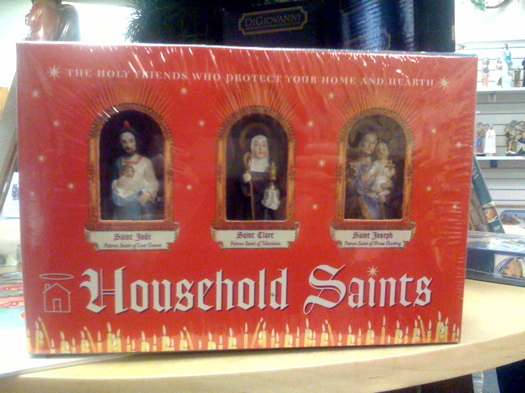 DiGiovanni
THE HOLY FRIENDS WHO PROTECT YOUR HOME AND HEARTH
Saint Jude
Patron Saint of Lost Causes
Saint Clare
Patron Saint of Television
Saint Joseph
Patron Saint of House Hunting
Household Saints